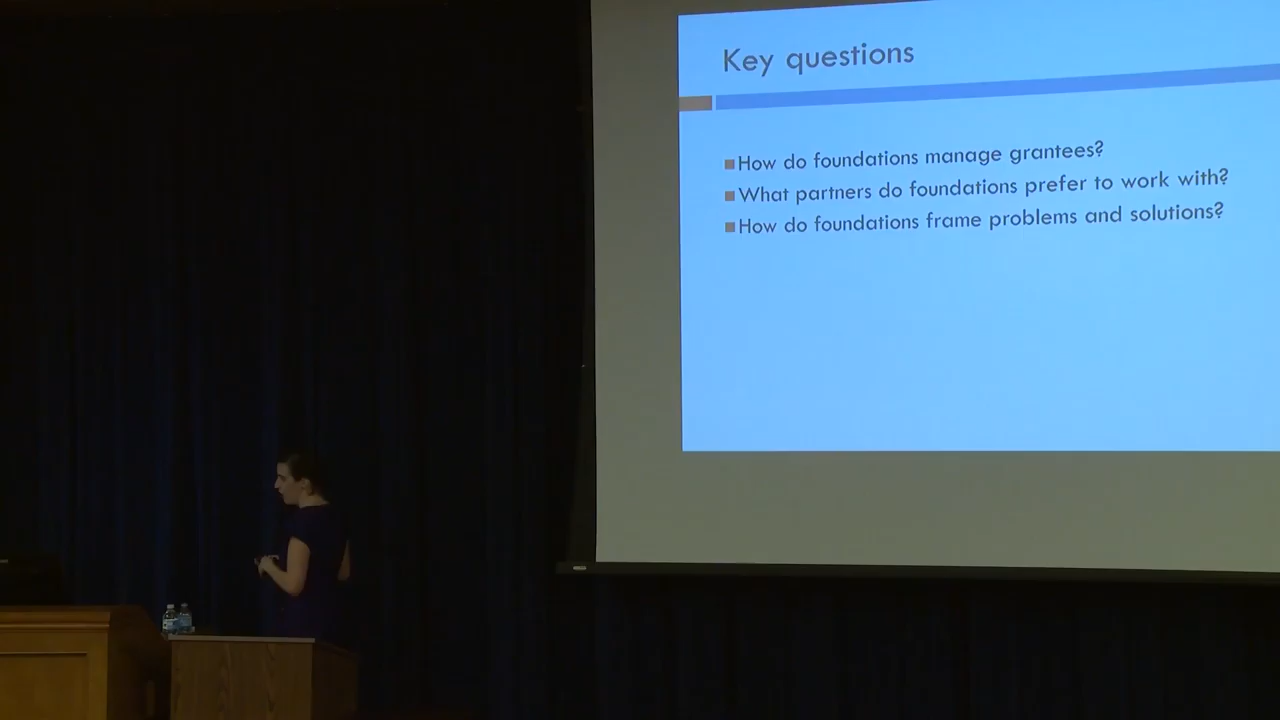 Key questions
How do foundations manage grantees?
What partners do foundations prefer to work with?
How do foundations frame problems and solutions?